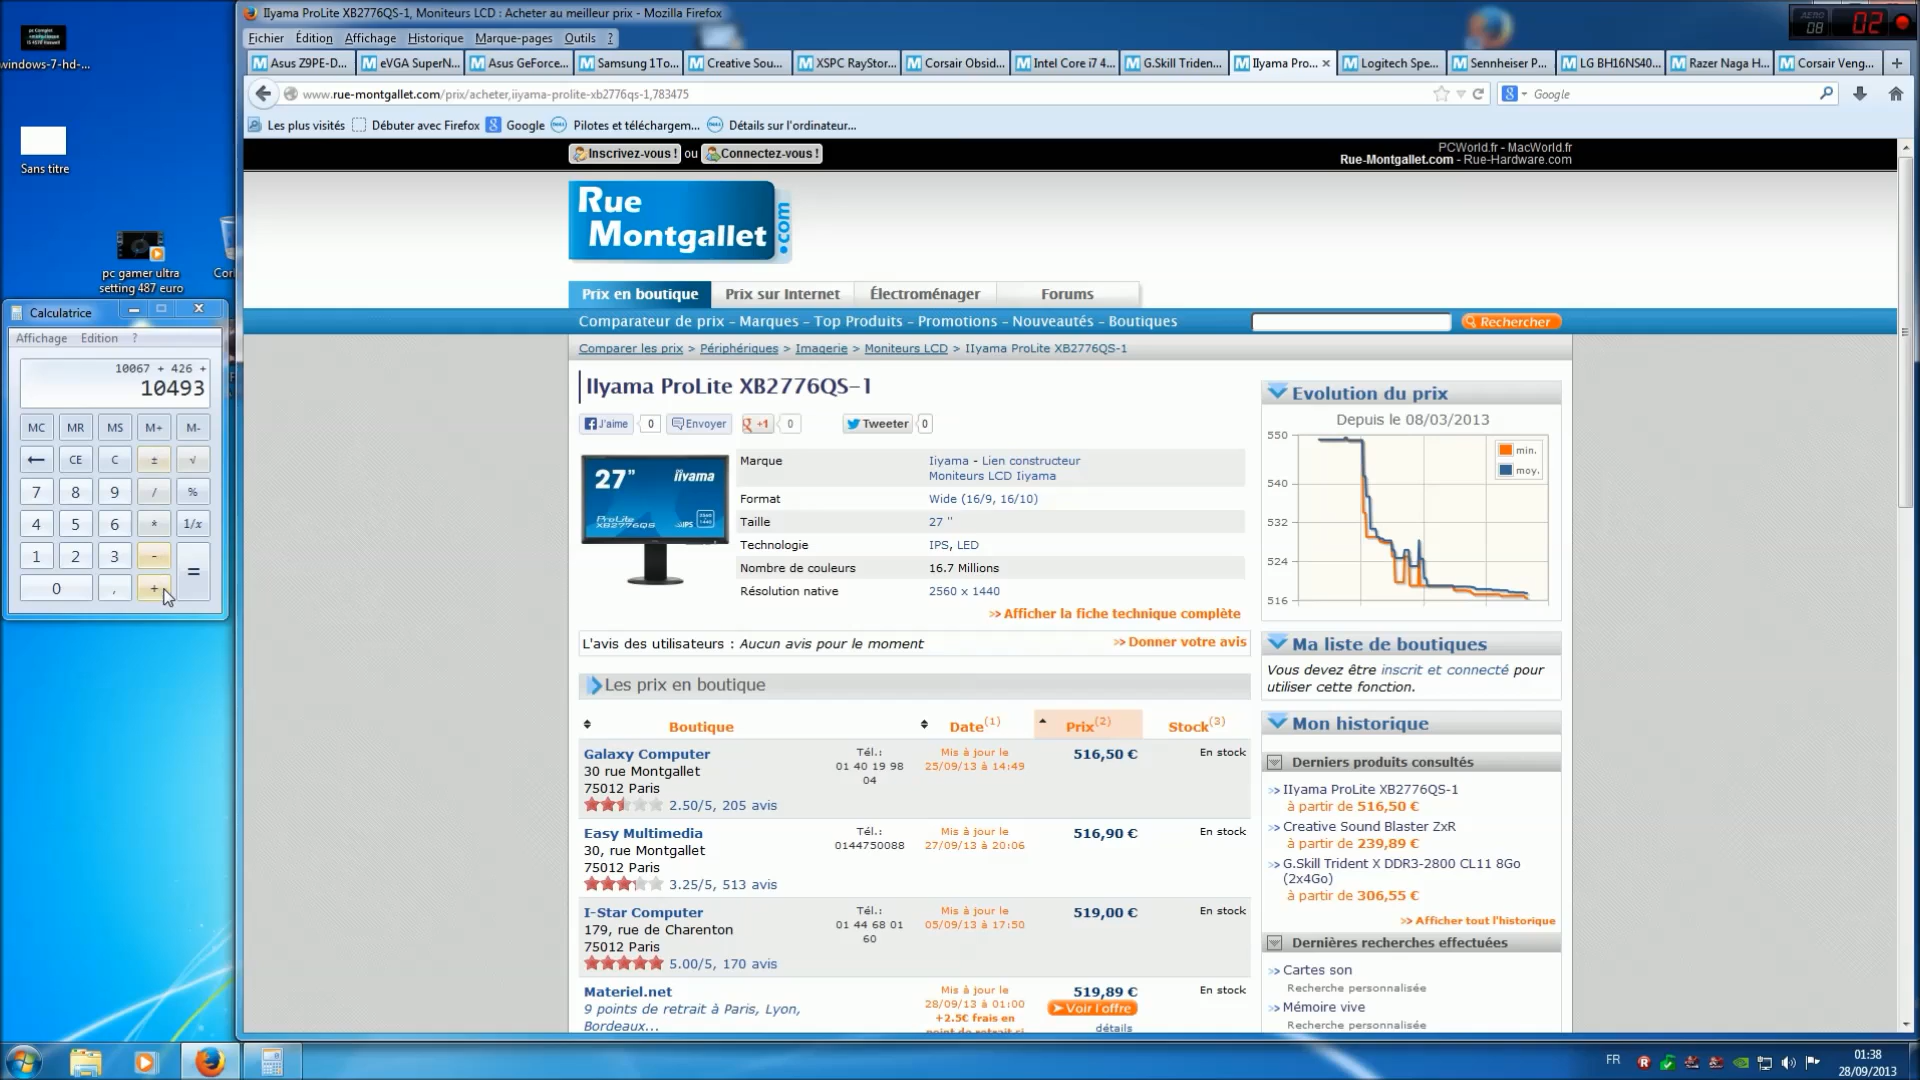 IIyama ProLite XB2776QS-1, Moniteurs LCD : Acheter au meilleur prix - Mozilla Firefox
AERO
08
02
Fichier Édition Affichage Historique Marque-pages Outils ?
windows-7-hd-...
Asus Z9PE-D... eVGA SuperN... Asus GeForce... Samsung 1To... Creative Sou... XSPC RayStor... Corsair Obsid... Intel Core i7 4... G.Skill Triden... IIyama Pro... × Logitech Spe... Sennheiser P... LG BH16NS40... Razer Naga H... Corsair Veng... +
www.rue-montgallet.com/prix/acheter,iiyama-prolite-xb2776qs-1,783475
Google
Les plus visités Débuter avec Firefox Google Pilotes et téléchargem... Détails sur l'ordinateur...
Sans titre
Inscrivez-vous ! ou Connectez-vous !
PCWorld.fr - MacWorld.fr
Rue-Montgallet.com - Rue-Hardware.com
Rue
Montgallet
.com
pc gamer ultra
setting 487 euro
Prix en boutique Prix sur Internet Électroménager Forums
Comparateur de prix - Marques - Top Produits - Promotions - Nouveautés - Boutiques
Rechercher
Comparer les prix > Périphériques > Imagerie > Moniteurs LCD > IIyama ProLite XB2776QS-1
Calculatrice
Affichage Edition ?
10067 + 426 +
10493
MC MR MS M+ M-
← CE C ± √
7 8 9 / %
4 5 6 * 1/x
1 2 3 - =
0 , +
IIyama ProLite XB2776QS-1
J'aime 0 Envoyer +1 0 Tweeter 0
27" iiyama
ProLite
XB2776QS
IPS
2560
1440
Marque Iiyama - Lien constructeur
Moniteurs LCD Iiyama
Format Wide (16/9, 16/10)
Taille 27 ''
Technologie IPS, LED
Nombre de couleurs 16.7 Millions
Résolution native 2560 x 1440
>> Afficher la fiche technique complète
L'avis des utilisateurs : Aucun avis pour le moment >> Donner votre avis
Les prix en boutique
Boutique Date(1) Prix(2) Stock(3)
Galaxy Computer
30 rue Montgallet
75012 Paris
2.50/5, 205 avis
Tél.:
01 40 19 98
04
Mis à jour le
25/09/13 à 14:49
516,50 €
En stock
Easy Multimedia
30, rue Montgallet
75012 Paris
3.25/5, 513 avis
Tél.:
0144750088
Mis à jour le
27/09/13 à 20:06
516,90 €
En stock
I-Star Computer
179, rue de Charenton
75012 Paris
5.00/5, 170 avis
Tél.:
01 44 68 01
60
Mis à jour le
05/09/13 à 17:50
519,00 €
En stock
Materiel.net
9 points de retrait à Paris, Lyon,
Bordeaux...
Mis à jour le
28/09/13 à 01:00
+2.5€ frais en
point de retrait si
519,89 €
Voir l'offre
détails
En stock
Evolution du prix
Depuis le 08/03/2013
550
540
532
524
516
min.
moy.
Ma liste de boutiques
Vous devez être inscrit et connecté pour
utiliser cette fonction.
Mon historique
Derniers produits consultés
>> IIyama ProLite XB2776QS-1
à partir de 516,50 €
>> Creative Sound Blaster ZxR
à partir de 239,89 €
>> G.Skill Trident X DDR3-2800 CL11 8Go
(2x4Go)
à partir de 306,55 €
>> Afficher tout l'historique
Dernières recherches effectuées
>> Cartes son
Recherche personnalisée
>> Mémoire vive
Recherche personnalisée
FR
01:38
28/09/2013